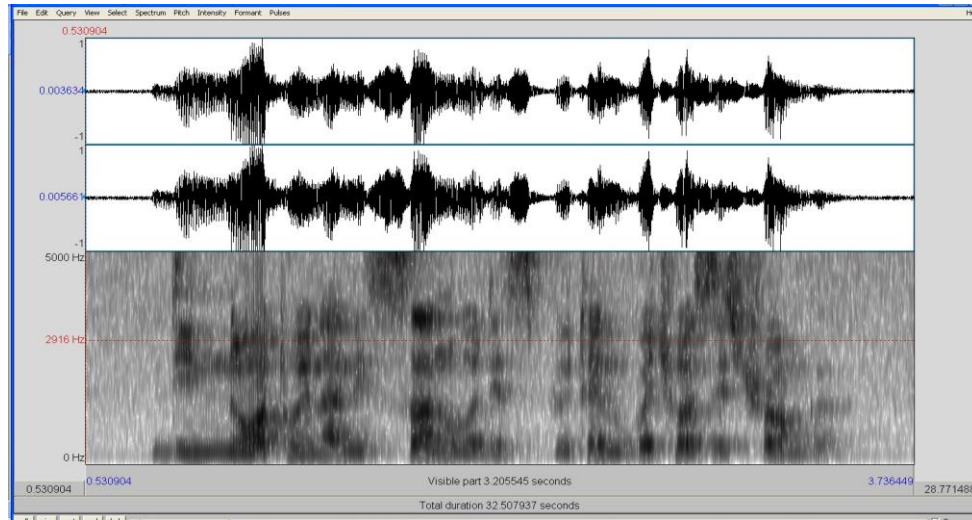 File Edit Query View Select Spectrum Pitch Intensity Formant Pulses
0.530904
1
0.003634
-1
1
0.005661
-1
5000 Hz
2916 Hz
0 Hz
0.530904 0.530904 Visible part 3.205545 seconds 3.736449 28.771488
Total duration 32.507937 seconds